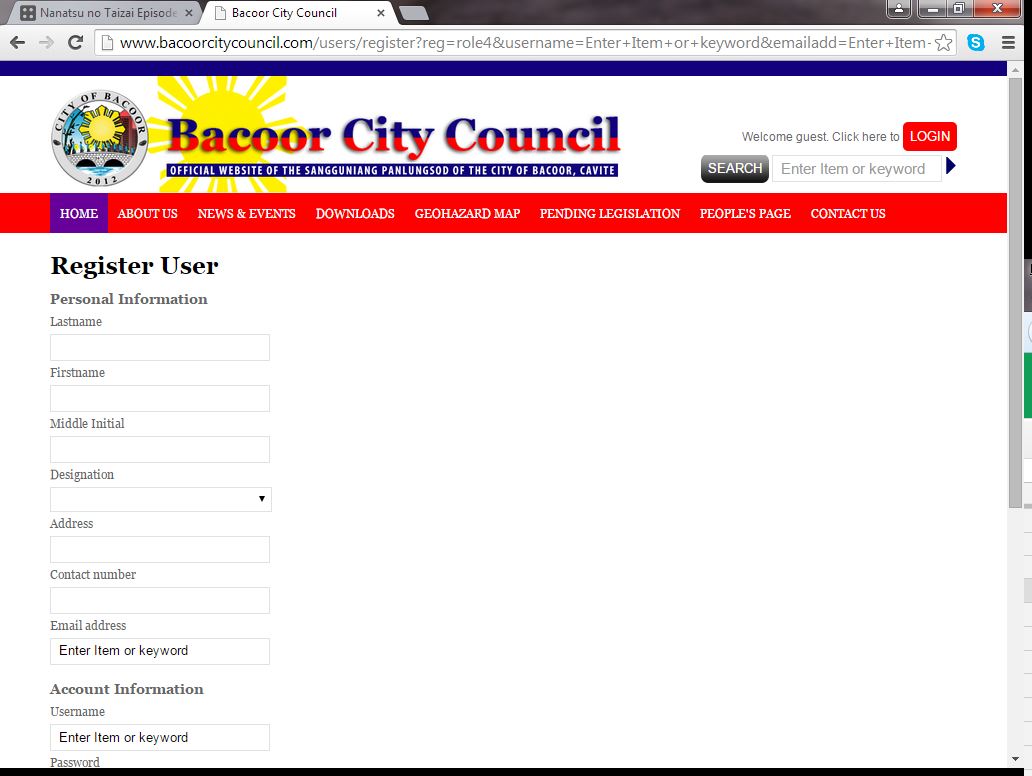 Nanatsu no Taizai Episode
Bacoor City Council
www.bacoorcitycouncil.com/users/register?reg=role4&username=Enter+Item+or+keyword&emailadd=Enter+Item-
CITY OF BACOOR
2012
Bacoor City Council
OFFICIAL WEBSITE OF THE SANGGUNIANG PANLUNGSOD OF THE CITY OF BACOOR, CAVITE
Welcome guest. Click here to LOGIN
SEARCH Enter Item or keyword
HOME ABOUT US NEWS & EVENTS DOWNLOADS GEOHAZARD MAP PENDING LEGISLATION PEOPLE'S PAGE CONTACT US
Register User
Personal Information
Lastname
Firstname
Middle Initial
Designation
Address
Contact number
Email address
Enter Item or keyword
Account Information
Username
Enter Item or keyword
Password